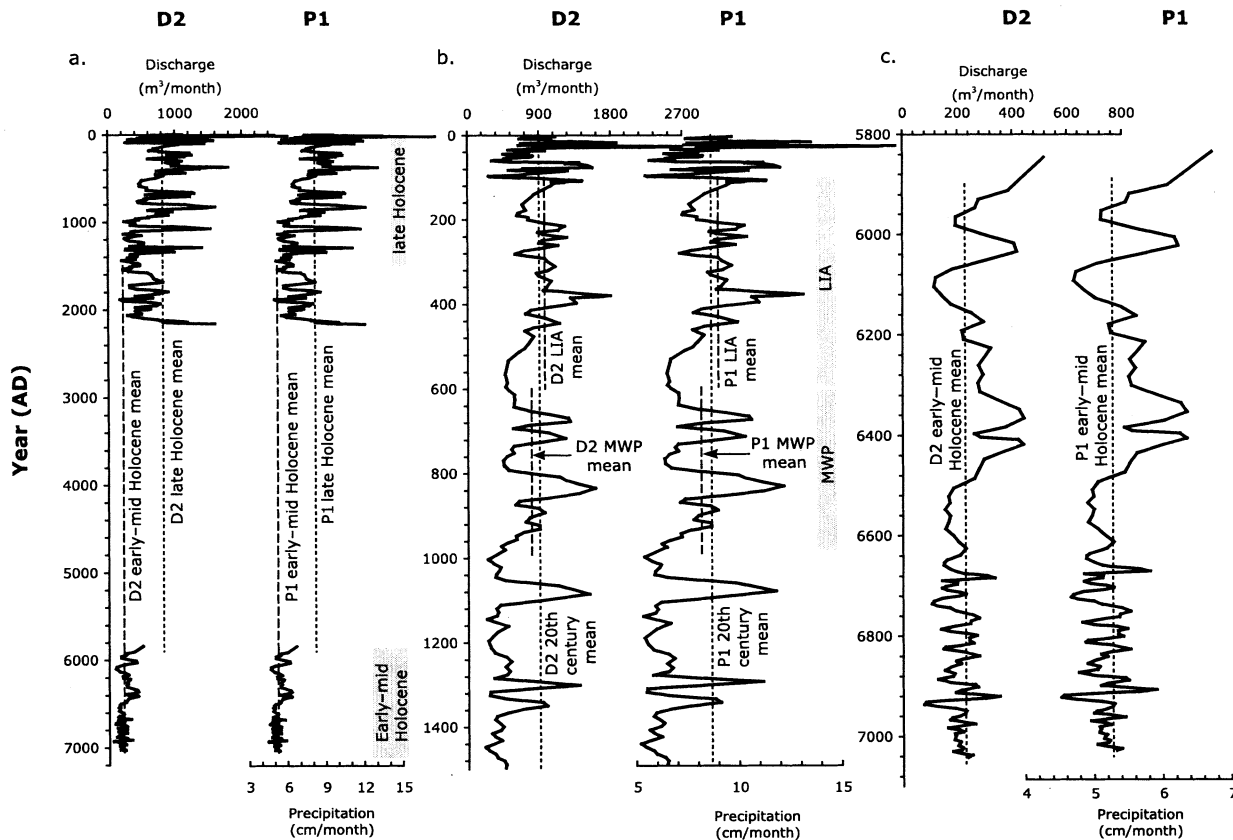 D2
P1
D2
P1
D2
P1
a.
b.
c.
Discharge
(m³/month)
0
1000
2000
Discharge
(m³/month)
0
900
1800
2700
Discharge
(m³/month)
0
200
400
600
800
Year (AD)
0
1000
2000
3000
4000
5000
6000
7000
D2 early-mid Holocene mean
D2 late Holocene mean
P1 early-mid Holocene mean
P1 late Holocene mean
late Holocene
Early-mid
Holocene
3
6
9
12
15
Precipitation
(cm/month)
0
200
400
600
800
1000
1200
1400
D2 LIA
mean
P1 LIA
mean
D2 MWP
mean
P1 MWP
mean
D2 20th
century
mean
P1 20th
century
mean
LIA
MWP
5
10
15
Precipitation
(cm/month)
5800
6000
6200
6400
6600
6800
7000
D2 early-mid
Holocene mean
P1 early-mid
Holocene mean
4
5
6
7
Precipitation
(cm/month)